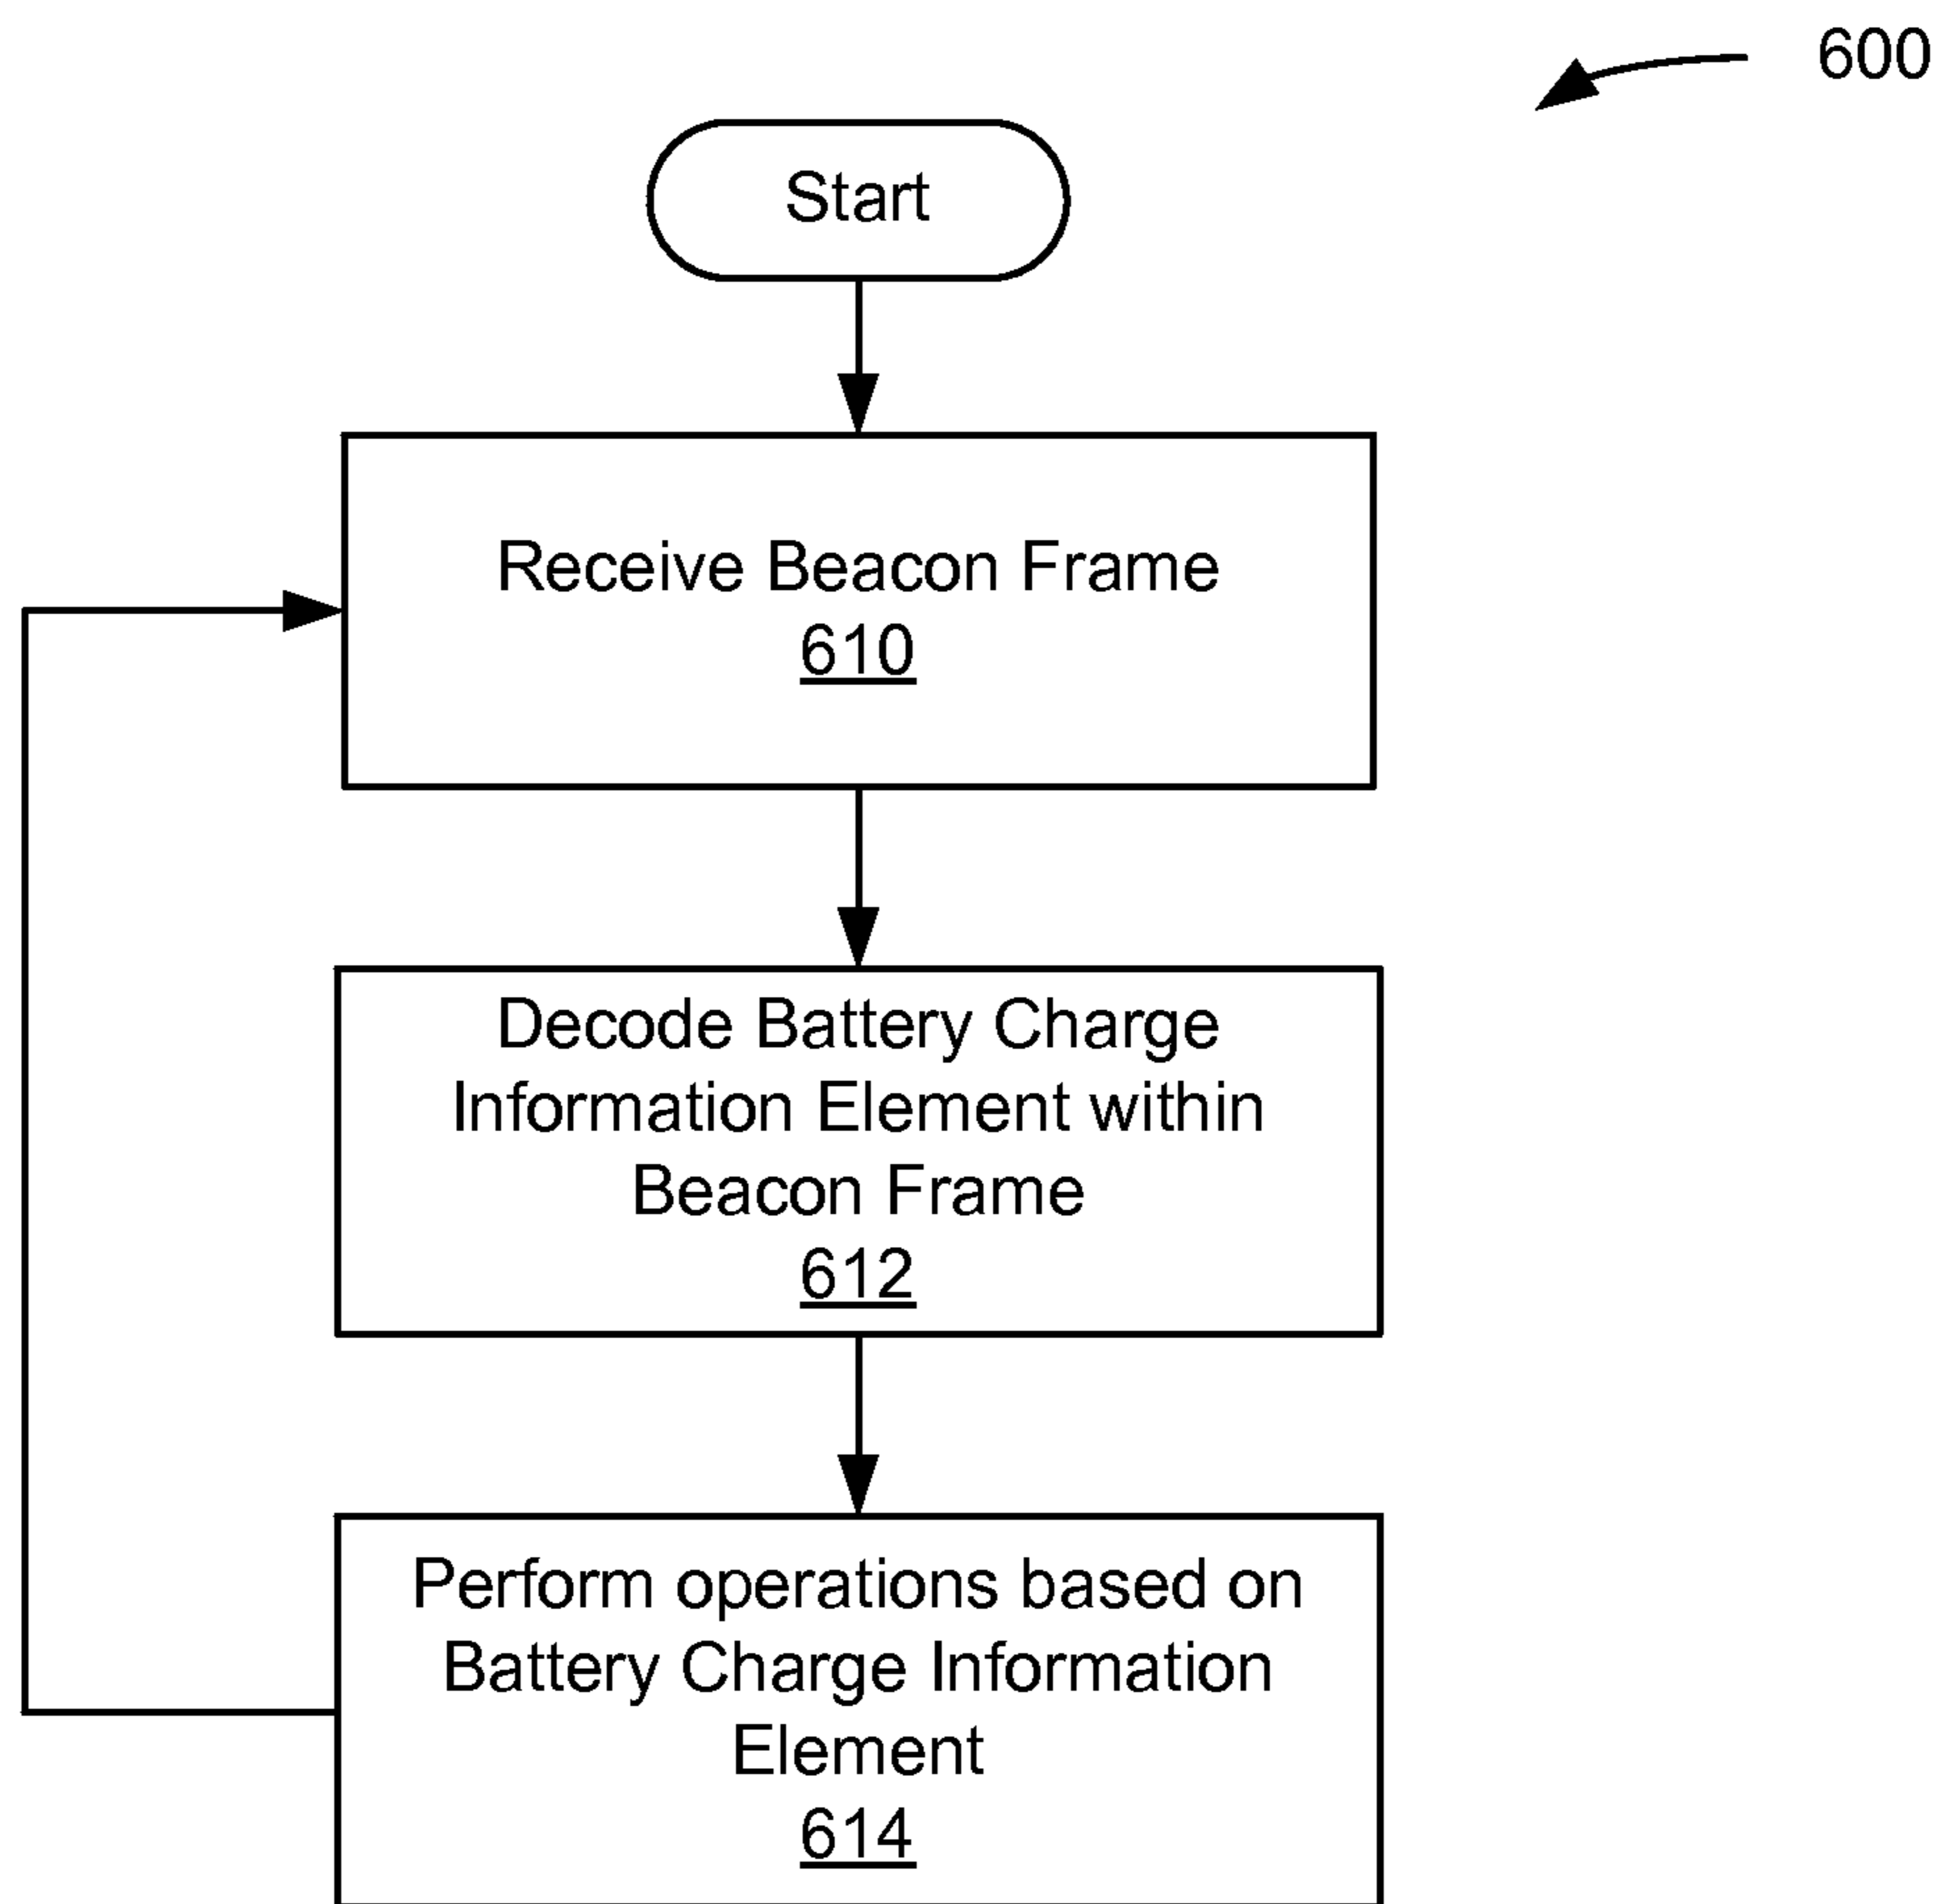 600
Start
Receive Beacon Frame
610
Decode Battery Charge
Information Element within
Beacon Frame
612
Perform operations based on
Battery Charge Information
Element
614